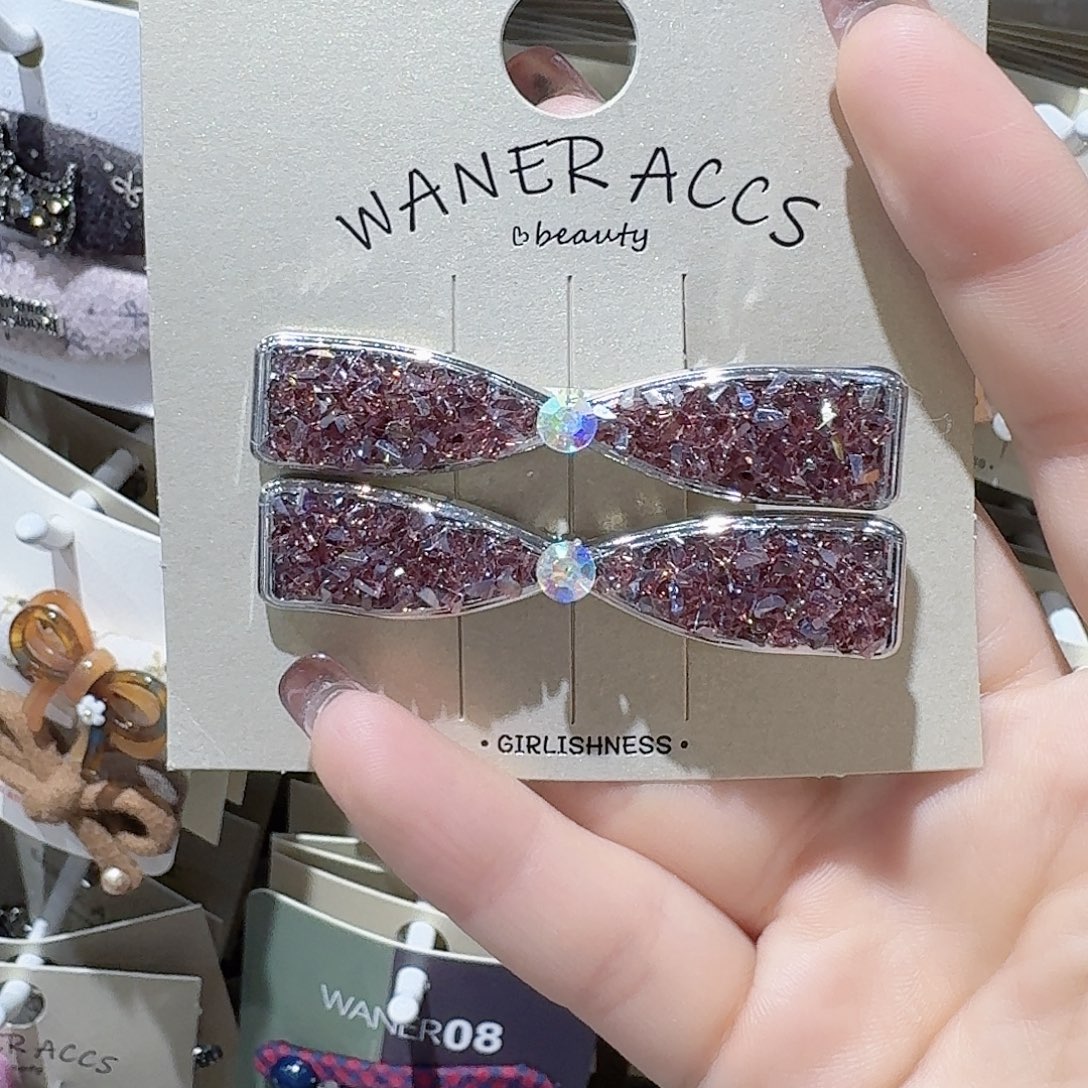 WANER ACCS
beauty
• GIRLISHNESS •
WANER08
R ACCS